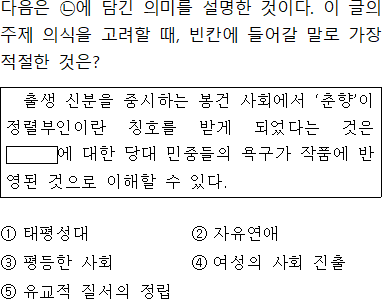 다음은 ㉡에 담긴 의미를 설명한 것이다. 이 글의
주제 의식을 고려할 때, 빈칸에 들어갈 말로 가장
적절한 것은?
출생 신분을 중시하는 봉건 사회에서 ‘춘향’이
정렬부인이란 칭호를 받게 되었다는 것은
에 대한 당대 민중들의 욕구가 작품에 반
영된 것으로 이해할 수 있다.
① 태평성대 ② 자유연애
③ 평등한 사회 ④ 여성의 사회 진출
⑤ 유교적 질서의 정립